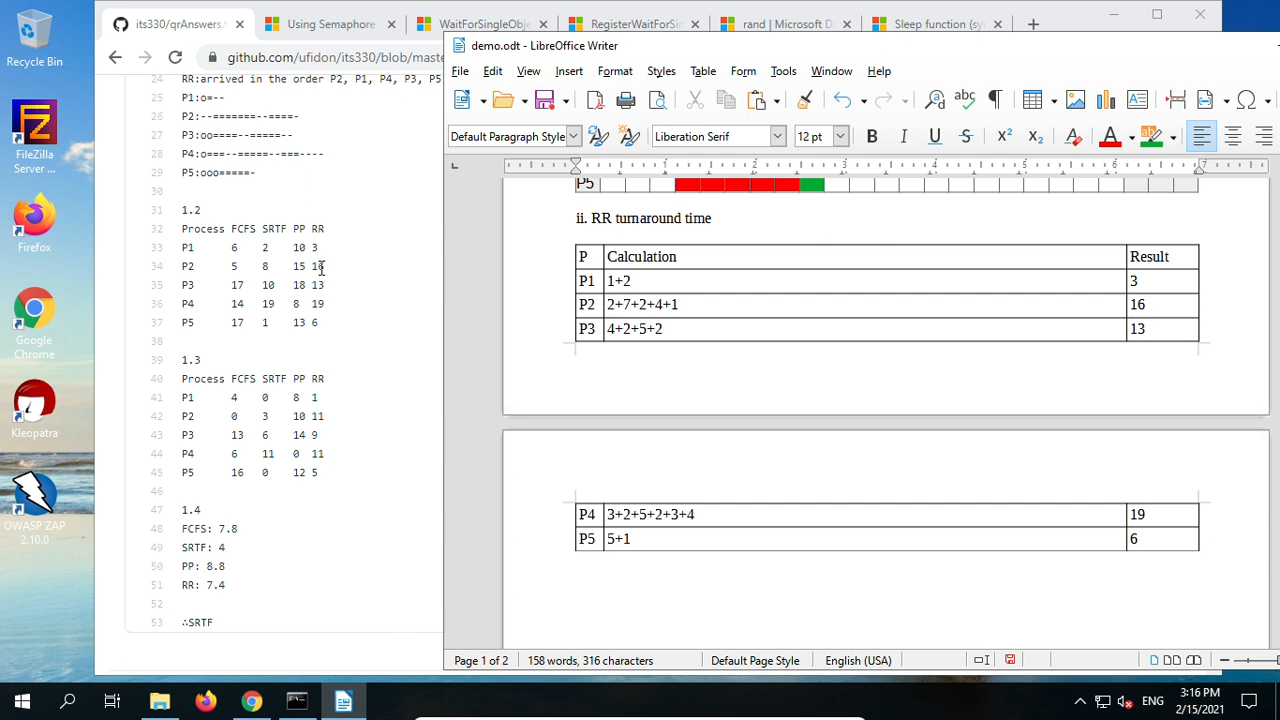 Recycle Bin
FileZilla
Server ...
Firefox
Google
Chrome
Kleopatra
OWASP ZAP
2.10.0
its330/qrAnswers.t
Using Semaphore
WaitForSingleObje
RegisterWaitForSin
rand | Microsoft D
Sleep function (sy
github.com/ufidon/its330/blob/maste
24 RR:arrived in the order P2, P1, P4, P3, P5
25 P1:o=--
26 P2:--=======--====-
27 P3:oo====--=====--
28 P4:o===--=====--===----
29 P5:ooo=====-
30
31 1.2
32 Process FCFS SRTF PP RR
33 P1 6 2 10 3
34 P2 5 8 15 16
35 P3 17 10 18 13
36 P4 14 19 8 19
37 P5 17 1 13 6
38
39 1.3
40 Process FCFS SRTF PP RR
41 P1 4 0 8 1
42 P2 0 3 10 11
43 P3 13 6 14 9
44 P4 6 11 0 11
45 P5 16 0 12 5
46
47 1.4
48 FCFS: 7.8
49 SRTF: 4
50 PP: 8.8
51 RR: 7.4
52
53 ∴SRTF
demo.odt - LibreOffice Writer
File Edit View Insert Format Styles Table Form Tools Window Help
Default Paragraph Style Liberation Serif 12 pt
1 1 2 3 4 5 6 7
P5
ii. RR turnaround time
P Calculation Result
P1 1+2 3
P2 2+7+2+4+1 16
P3 4+2+5+2 13
P4 3+2+5+2+3+4 19
P5 5+1 6
Page 1 of 2 158 words, 316 characters Default Page Style English (USA)
ENG
3:16 PM
2/15/2021